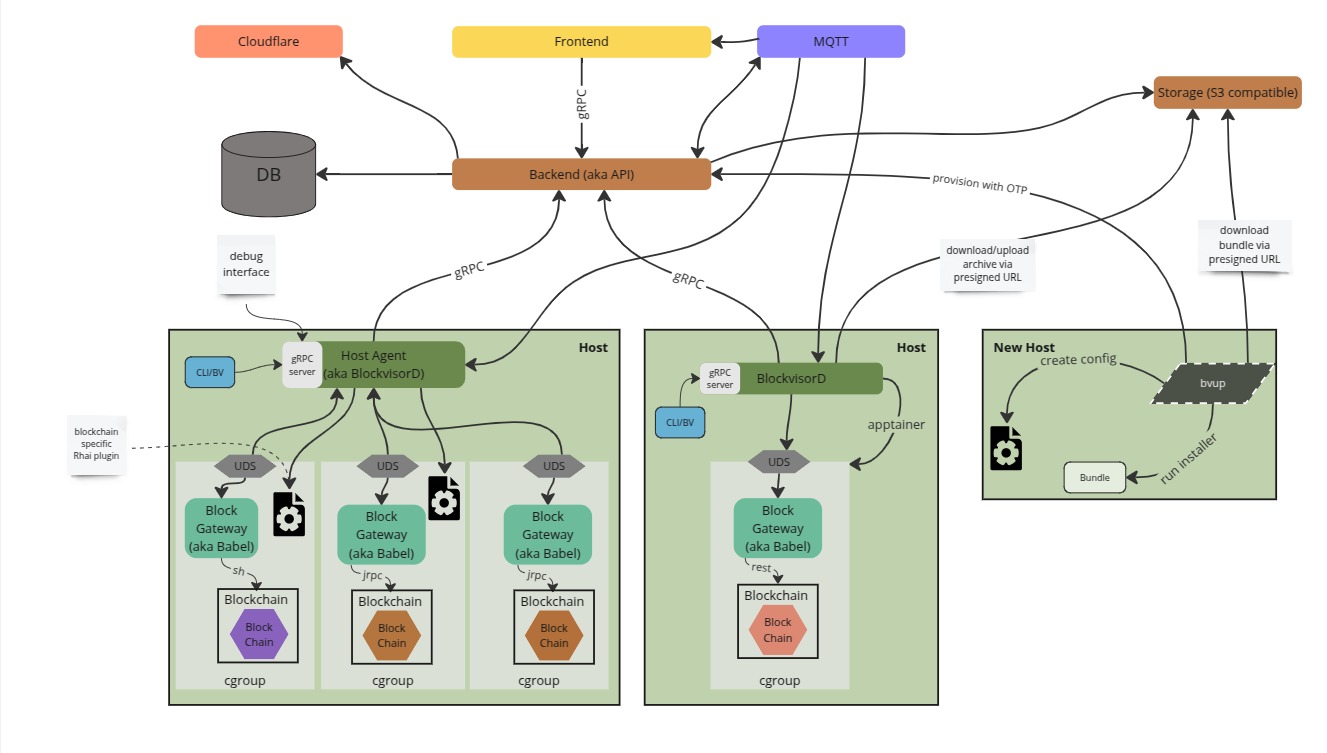 Cloudflare
Frontend
MQTT
gRPC
Storage (S3 compatible)
DB
Backend (aka API)
provision with OTP
debug
interface
gRPC
gRPC
download/upload
archive via
presigned URL
download
bundle via
presigned URL
Host
gRPC
server
Host Agent
(aka BlockvisorD)
CLI/BV
blockchain
specific
Rhai plugin
UDS
UDS
UDS
Block
Gateway
(aka Babel)
Block
Gateway
(aka Babel)
Block
Gateway
(aka Babel)
sh
jrpc
jrpc
Blockchain
Block
Chain
Blockchain
Block
Chain
Blockchain
Block
Chain
cgroup
cgroup
cgroup
Host
gRPC
server
BlockvisorD
CLI/BV
apptainer
UDS
Block
Gateway
(aka Babel)
rest
Blockchain
Block
Chain
cgroup
New Host
create config
bvup
run installer
Bundle